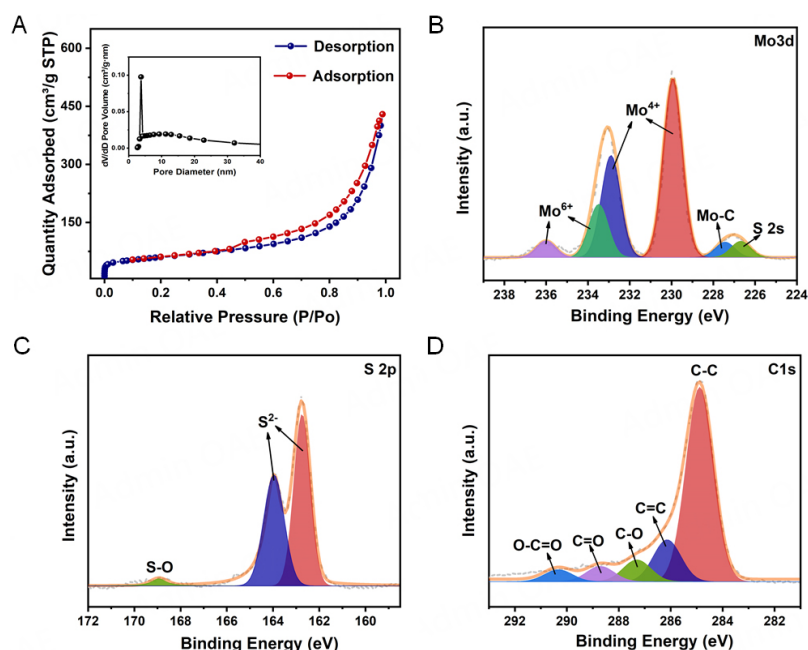 A
Quantity Adsorbed (cm³/g STP)
600
450
300
150
0.0 0.2 0.4 0.6 0.8 1.0
Relative Pressure (P/Po)
Desorption
Adsorption
dV/dD Pore Volume (cm³/g·nm)
0.10
0.05
0.00
0 10 20 30 40
Pore Diameter (nm)
B
Mo3d
Intensity (a.u.)
Mo⁴⁺
Mo⁶⁺
Mo-C
S 2s
238 236 234 232 230 228 226 224
Binding Energy (eV)
C
S 2p
Intensity (a.u.)
S²⁻
S-O
172 170 168 166 164 162 160
Binding Energy (eV)
D
C-C
C1s
Intensity (a.u.)
C=C
C-O
C=O
O-C=O
292 290 288 286 284 282
Binding Energy (eV)